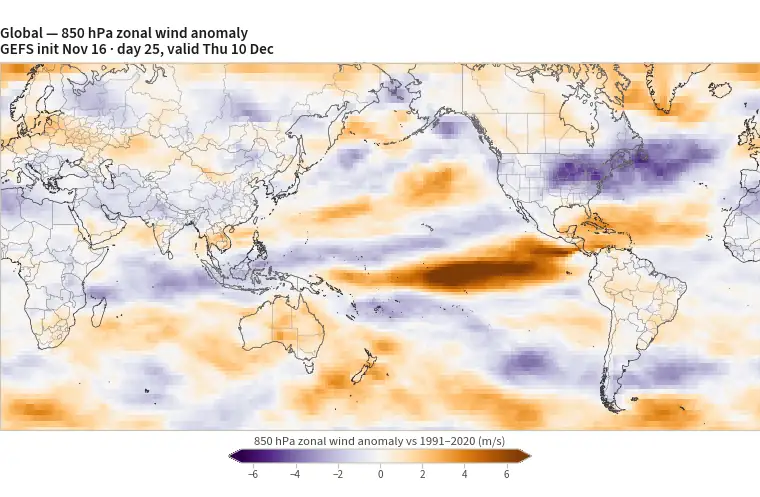 Global — 850 hPa zonal wind anomaly
GEFS init Nov 16 · day 25, valid Thu 10 Dec
850 hPa zonal wind anomaly vs 1991–2020 (m/s)
−6 −4 −2 0 2 4 6